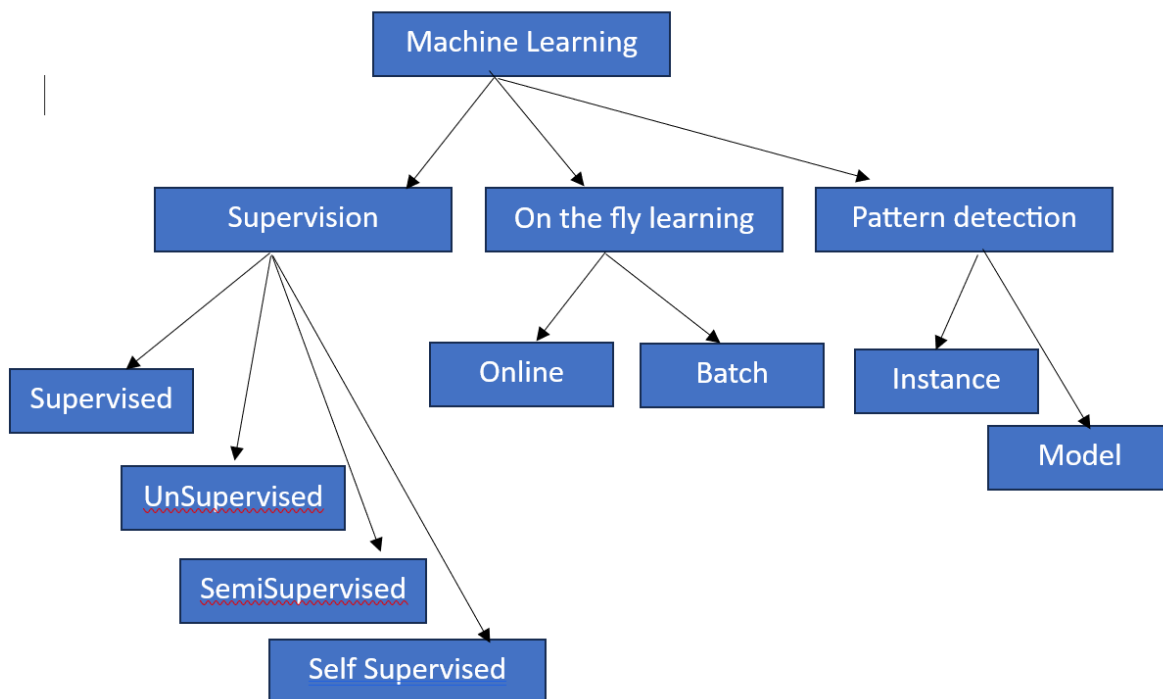 Machine Learning
Supervision
On the fly learning
Pattern detection
Supervised
UnSupervised
SemiSupervised
Self Supervised
Online
Batch
Instance
Model